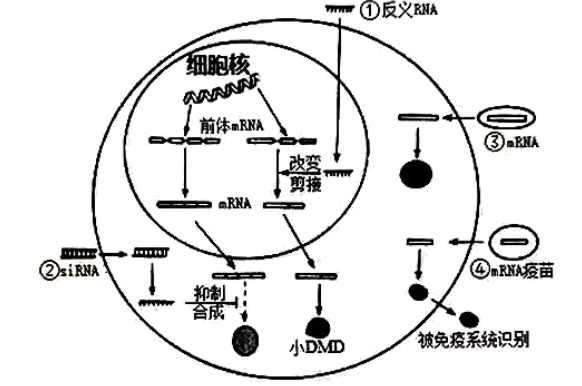 ①反义RNA
细胞核
前体mRNA
改变
剪接
③mRNA
mRNA
②siRNA
④mRNA疫苗
抑制
合成
小DMD
被免疫系统识别